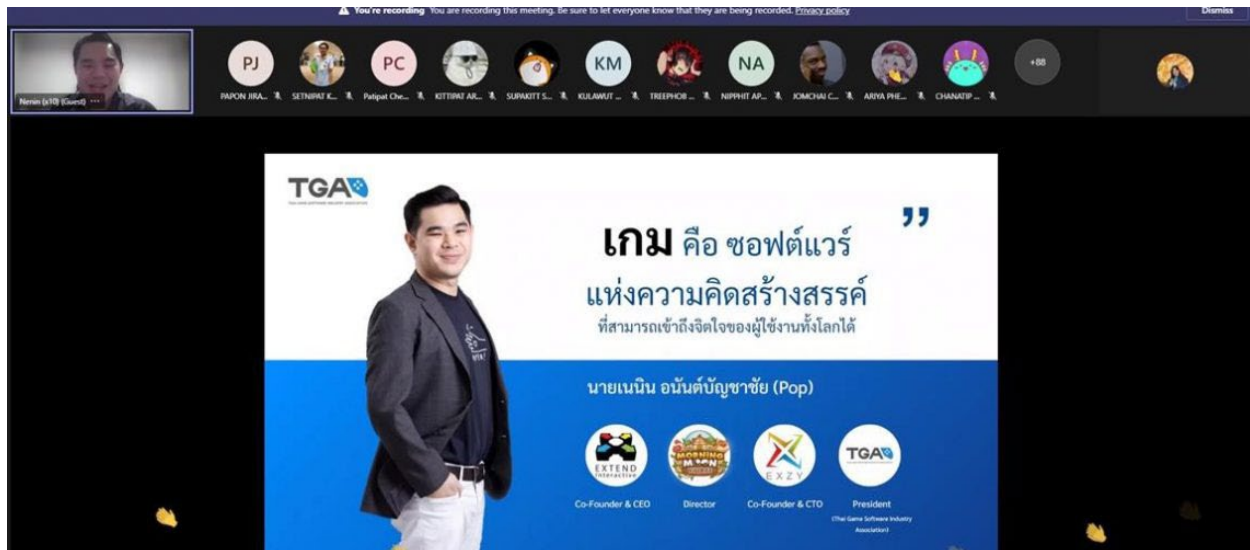 You're recording You are recording this meeting. Be sure to let everyone know that they are being recorded. Privacy policy
Dismiss
Nenin (x10) (Guest) ...
PJ
PC
KM
NA
+88
PAPON JIRA...
SETNIPAT K...
Patipat Che...
KITTIPAT AR...
SUPAKITT S...
KULAWUT ...
TREEPHOB ...
NIPPHIT AP...
JOMCHAI C...
ARIYA PHE...
CHANATIP ...
TGA
THAI GAME SOFTWARE INDUSTRY ASSOCIATION
”
เกม คือ ซอฟต์แวร์
แห่งความคิดสร้างสรรค์
ที่สามารถเข้าถึงจิตใจของผู้ใช้งานทั้งโลกได้
นายเนนิน อนันต์บัญชาชัย (Pop)
EXTEND
Interactive
MORNING
MOON
EXZY
TGA
Co-Founder & CEO
Director
Co-Founder & CTO
President
(Thai Game Software Industry
Association)